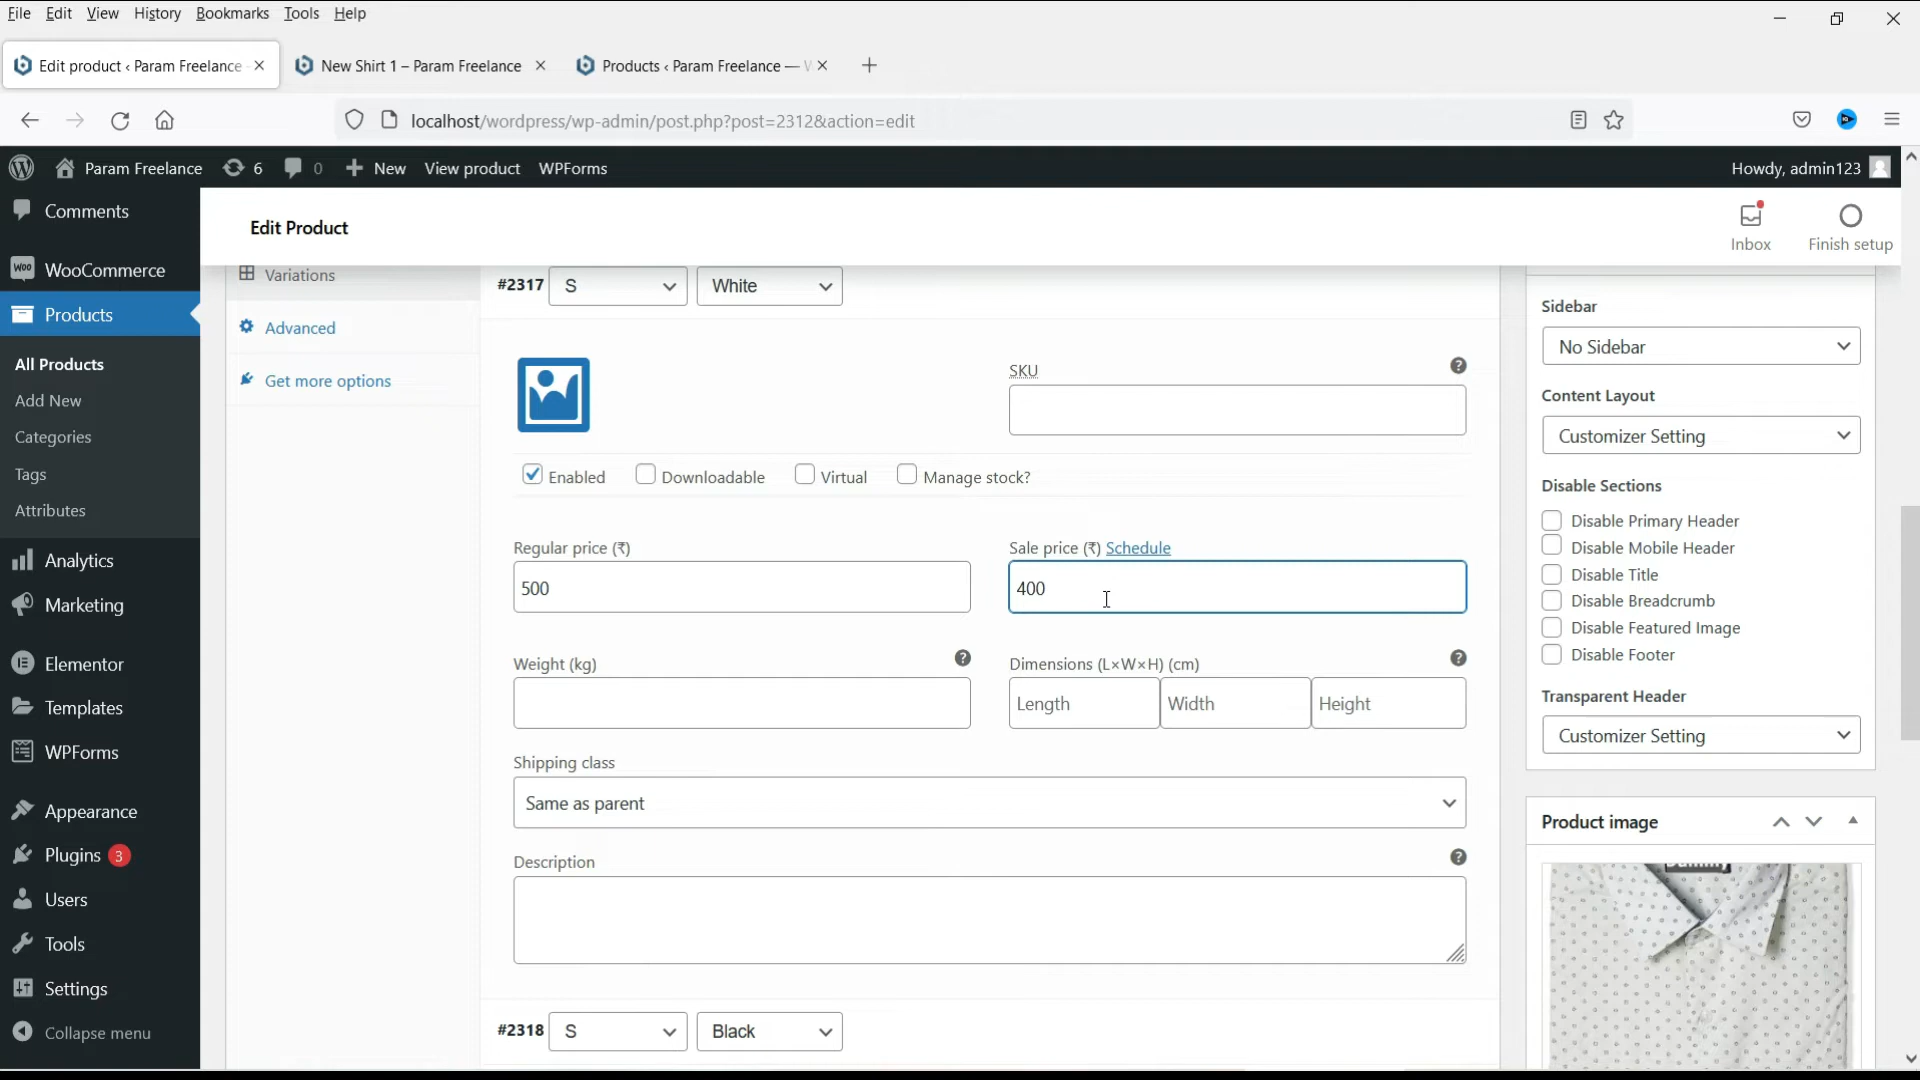 File Edit View History Bookmarks Tools Help
Edit product ‹ Param Freelance
New Shirt 1 – Param Freelance
Products ‹ Param Freelance —
localhost/wordpress/wp-admin/post.php?post=2312&action=edit
Param Freelance 6 0 New View product WPForms Howdy, admin123
Comments
WooCommerce
Products
All Products
Add New
Categories
Tags
Attributes
Analytics
Marketing
Elementor
Templates
WPForms
Appearance
Plugins 3
Users
Tools
Settings
Collapse menu
Edit Product
Inbox
Finish setup
Variations
Advanced
Get more options
#2317 S White
SKU
Enabled Downloadable Virtual Manage stock?
Regular price (₹)
500
Sale price (₹) Schedule
400
Weight (kg)
Dimensions (L×W×H) (cm)
Length Width Height
Shipping class
Same as parent
Description
#2318 S Black
Sidebar
No Sidebar
Content Layout
Customizer Setting
Disable Sections
Disable Primary Header
Disable Mobile Header
Disable Title
Disable Breadcrumb
Disable Featured Image
Disable Footer
Transparent Header
Customizer Setting
Product image